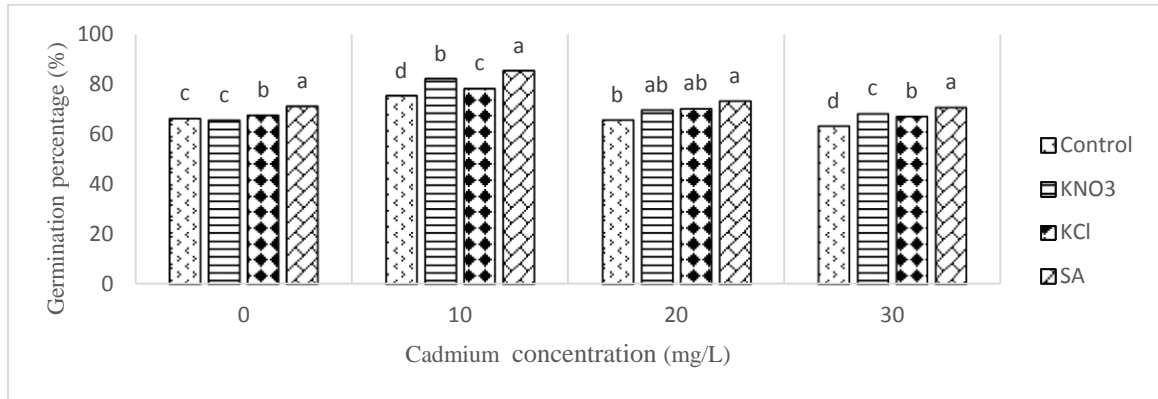 Germination percentage (%)
100
80
60
40
20
0
c c b a
d b c a
b ab ab a
d c b a
0 10 20 30
Cadmium concentration (mg/L)
Control
KNO3
KCl
SA